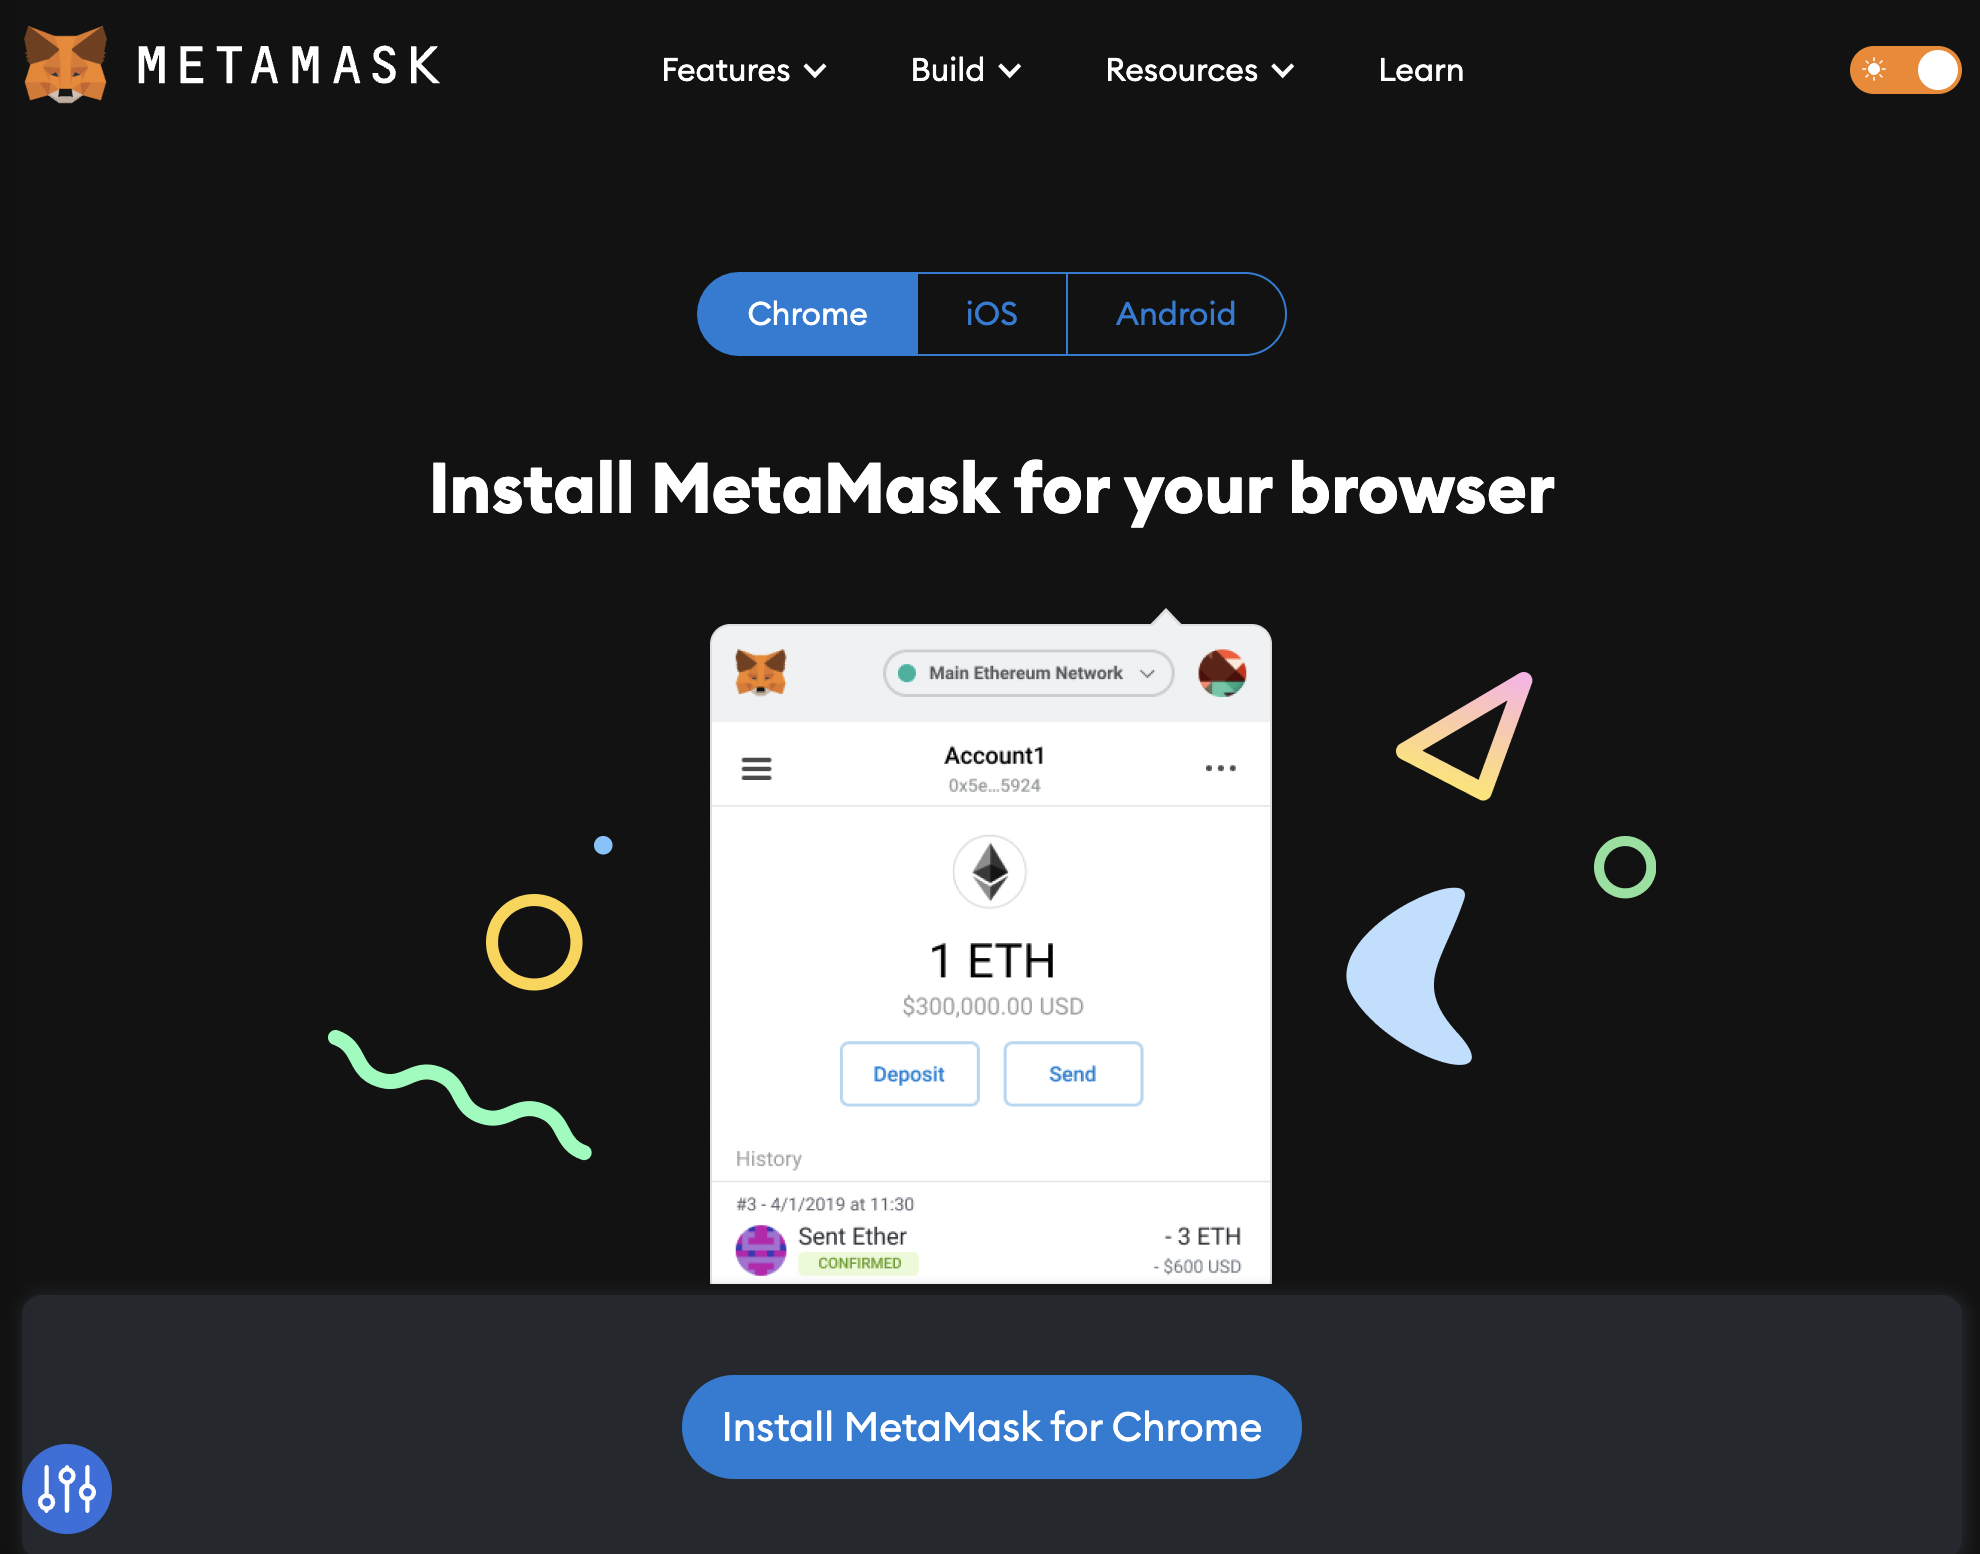 METAMASK
Features
Build
Resources
Learn
Chrome
iOS
Android
Install MetaMask for your browser
Main Ethereum Network
Account1
0x5e...5924
1 ETH
$300,000.00 USD
Deposit
Send
History
#3 - 4/1/2019 at 11:30
Sent Ether
- 3 ETH
CONFIRMED
- $600 USD
Install MetaMask for Chrome